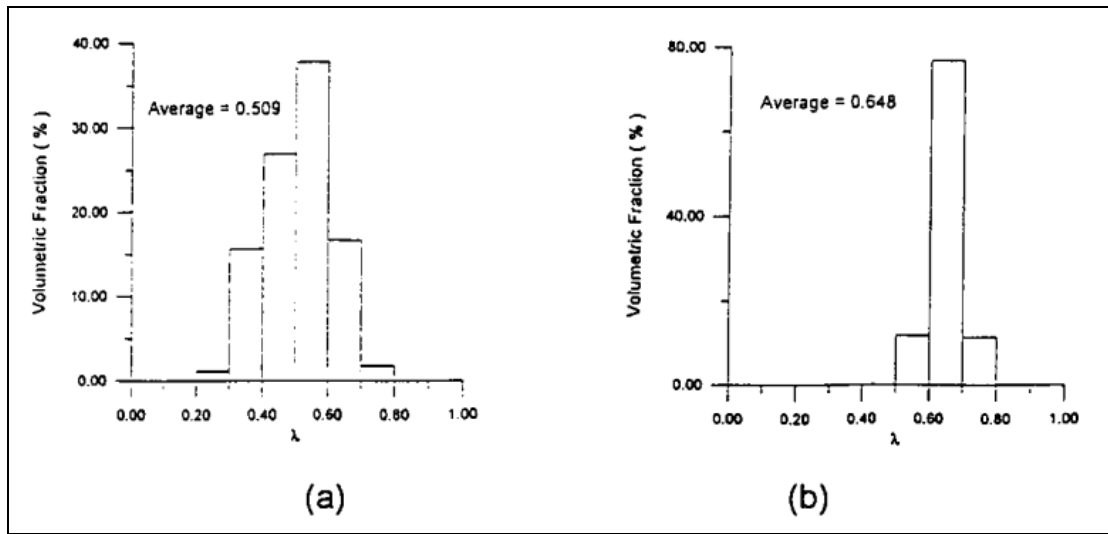 40.00
30.00
20.00
10.00
0.00
Volumetric Fraction ( % )
Average = 0.509
0.00 0.20 0.40 0.60 0.80 1.00
λ
(a)
80.00
40.00
0.00
Volumetric Fraction ( % )
Average = 0.648
0.00 0.20 0.40 0.60 0.80 1.00
λ
(b)